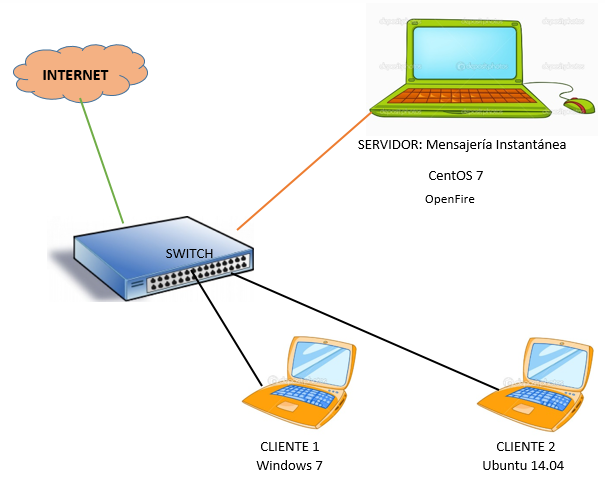 INTERNET
SERVIDOR: Mensajería Instantánea
CentOS 7
OpenFire
SWITCH
CLIENTE 1
Windows 7
CLIENTE 2
Ubuntu 14.04